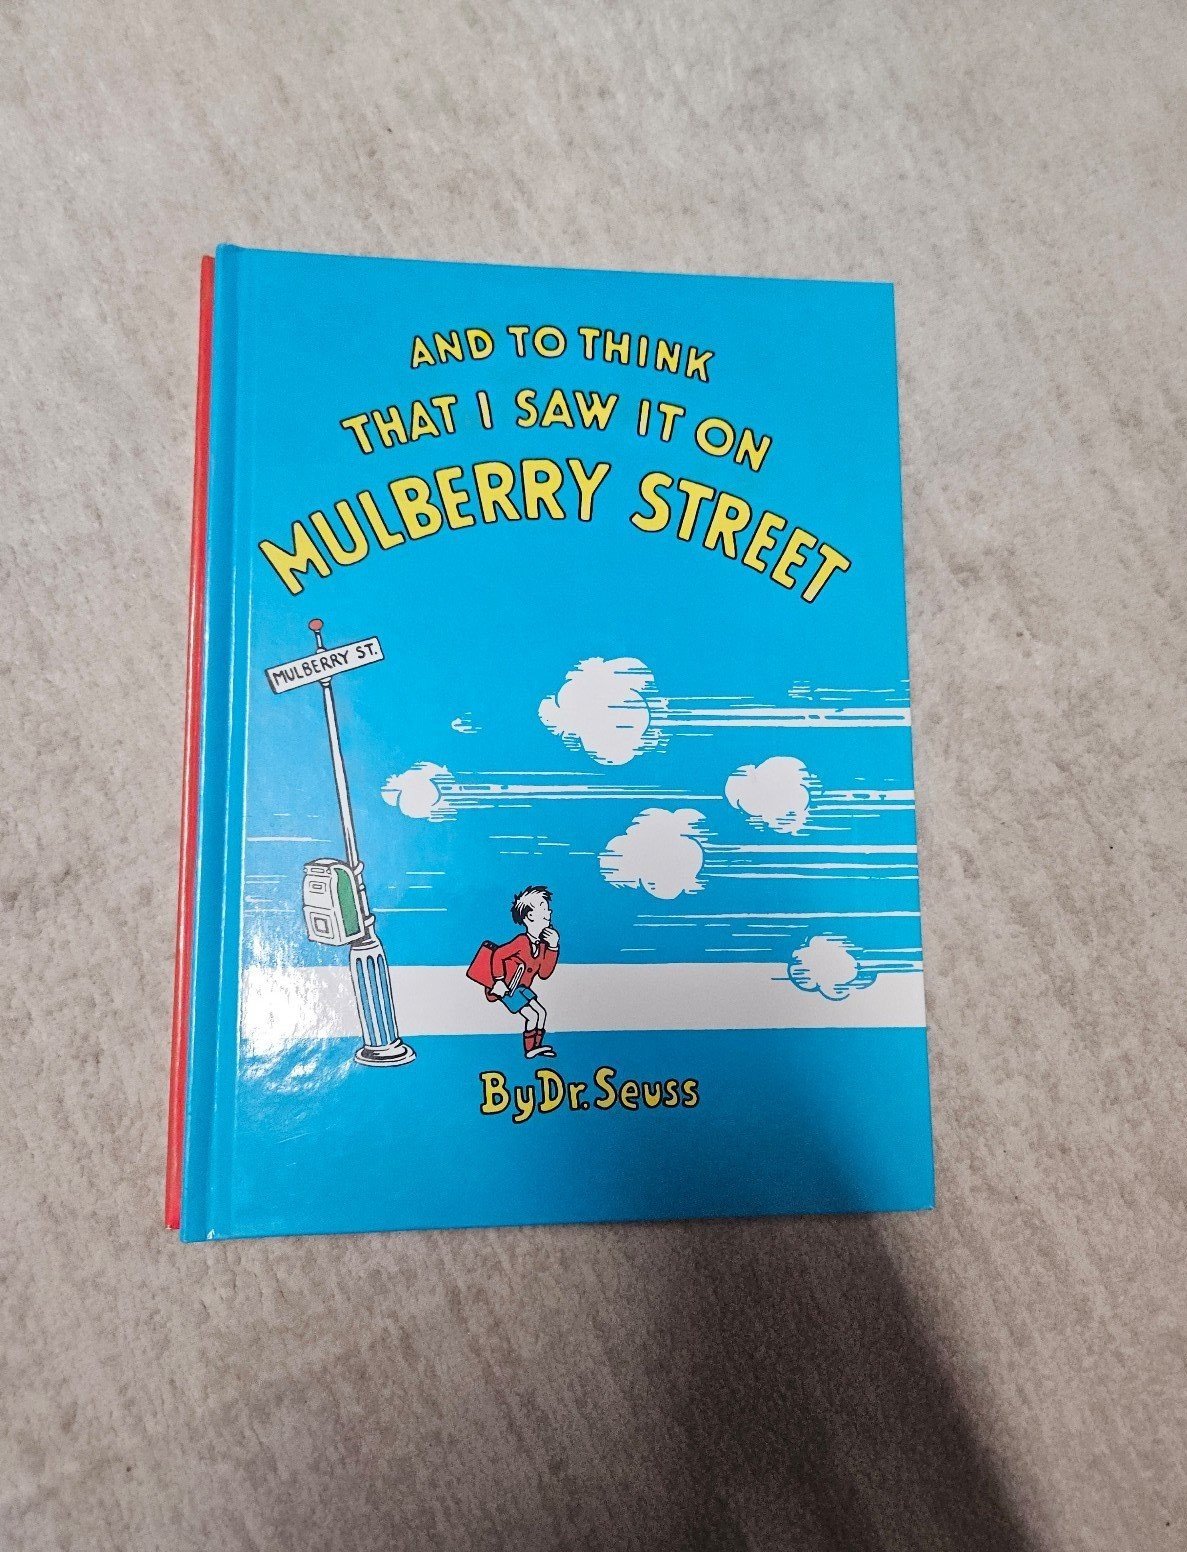 AND TO THINK
THAT I SAW IT ON
MULBERRY STREET
MULBERRY ST.
By Dr. Seuss